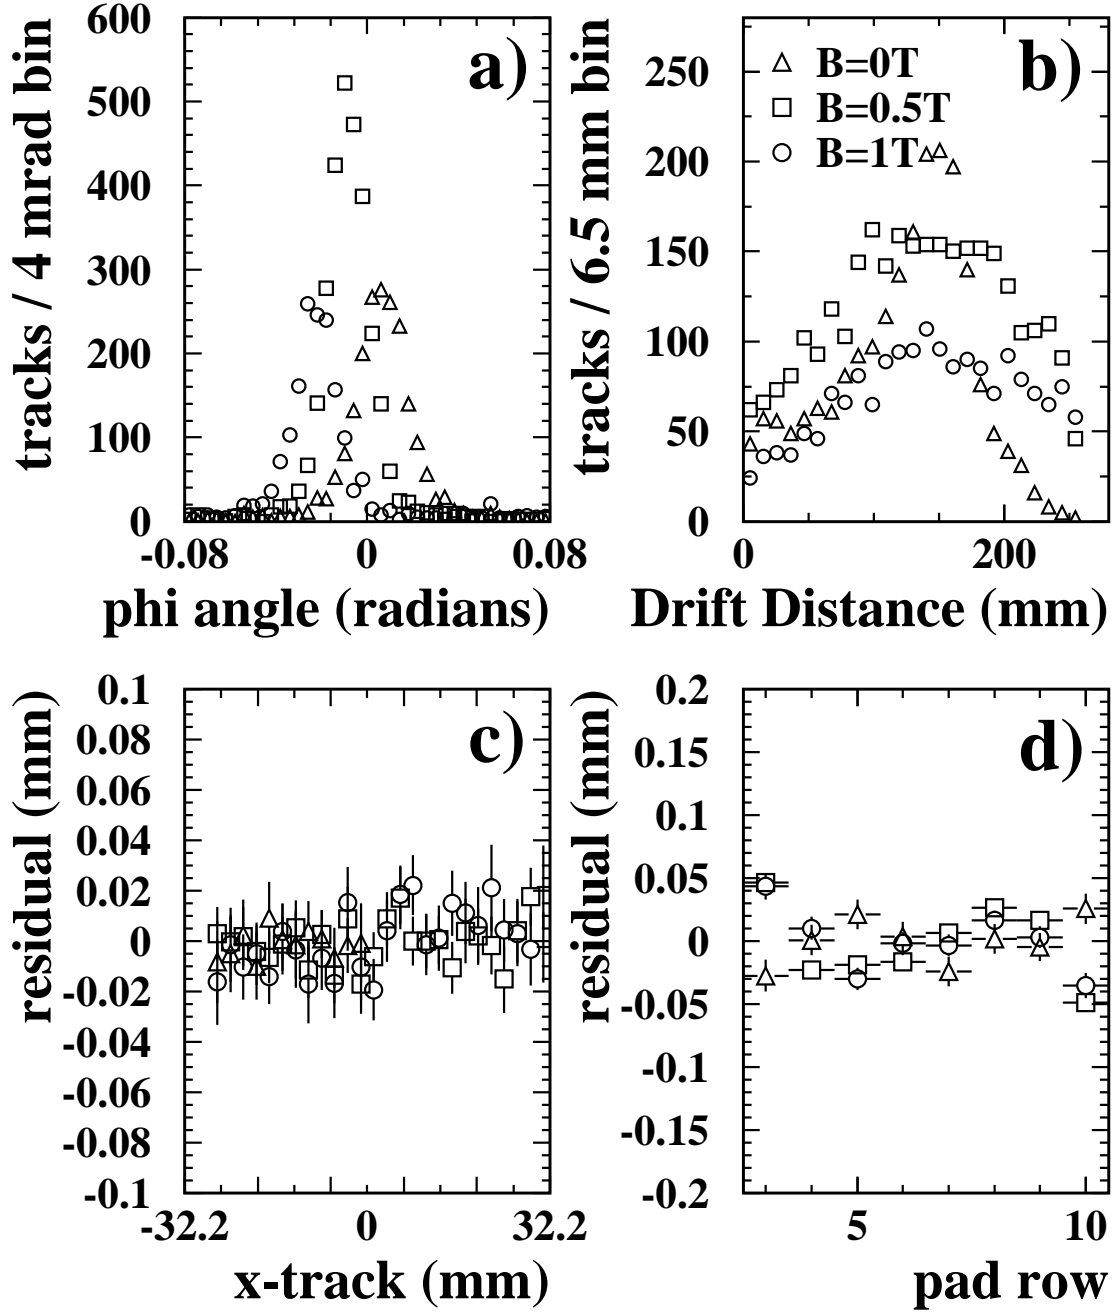 600
500
400
300
200
100
0
-0.08
0
0.08
tracks / 4 mrad bin
phi angle (radians)
a)
250
200
150
100
50
0
0
200
tracks / 6.5 mm bin
Drift Distance (mm)
b)
B=0T
B=0.5T
B=1T
0.1
0.08
0.06
0.04
0.02
0
-0.02
-0.04
-0.06
-0.08
-0.1
-32.2
0
32.2
residual (mm)
x-track (mm)
c)
0.2
0.15
0.1
0.05
0
-0.05
-0.1
-0.15
-0.2
5
10
residual (mm)
pad row
d)